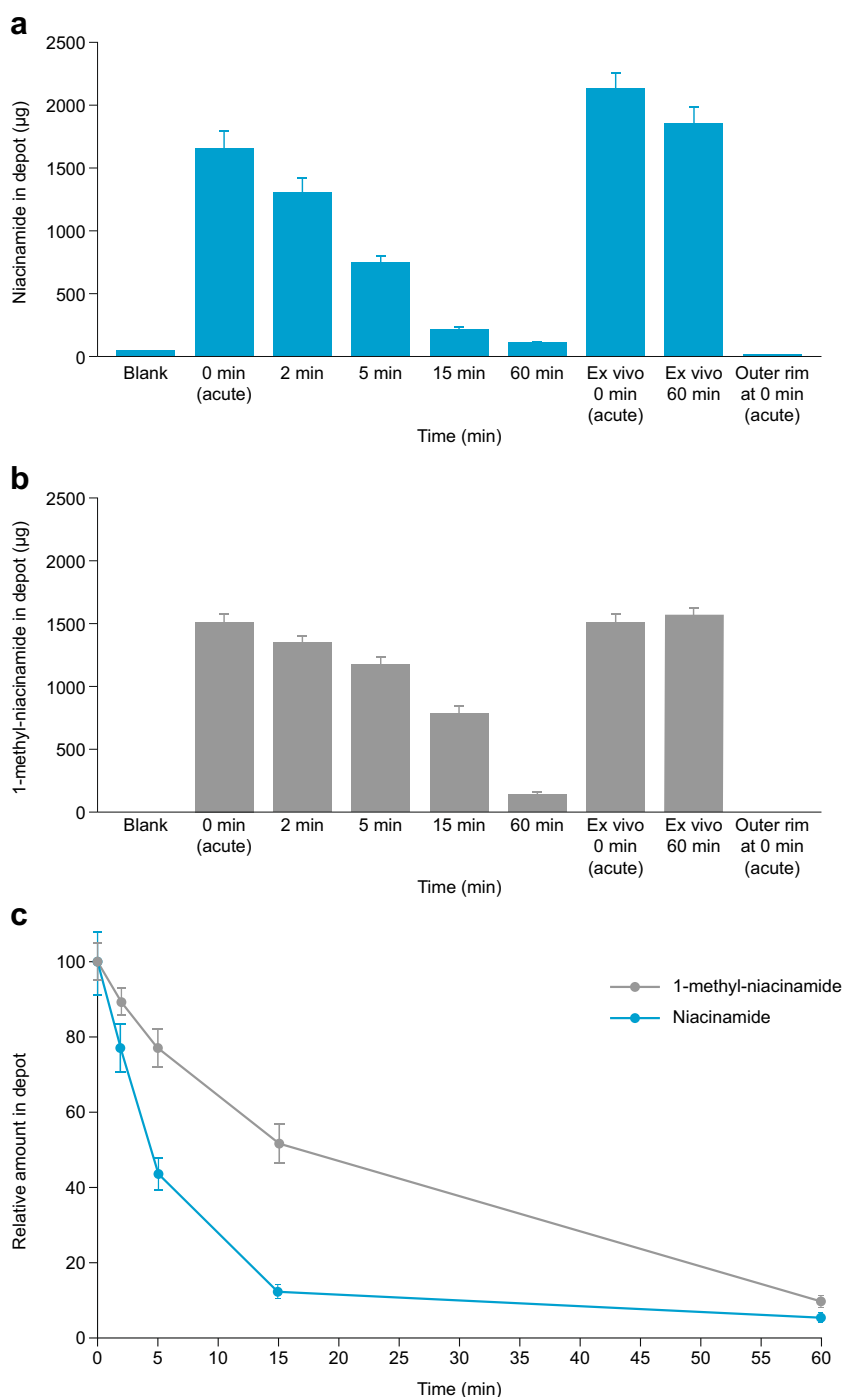 a
Niacinamide in depot (µg)
2500
2000
1500
1000
500
0
Blank
0 min
(acute)
2 min
5 min
15 min
60 min
Ex vivo
0 min
(acute)
Ex vivo
60 min
Outer rim
at 0 min
(acute)
Time (min)
b
1-methyl-niacinamide in depot (µg)
2500
2000
1500
1000
500
0
Blank
0 min
(acute)
2 min
5 min
15 min
60 min
Ex vivo
0 min
(acute)
Ex vivo
60 min
Outer rim
at 0 min
(acute)
Time (min)
c
Relative amount in depot
100
80
60
40
20
0
1-methyl-niacinamide
Niacinamide
0 5 15 15 20 25 30 35 40 45 50 55 60
Time (min)